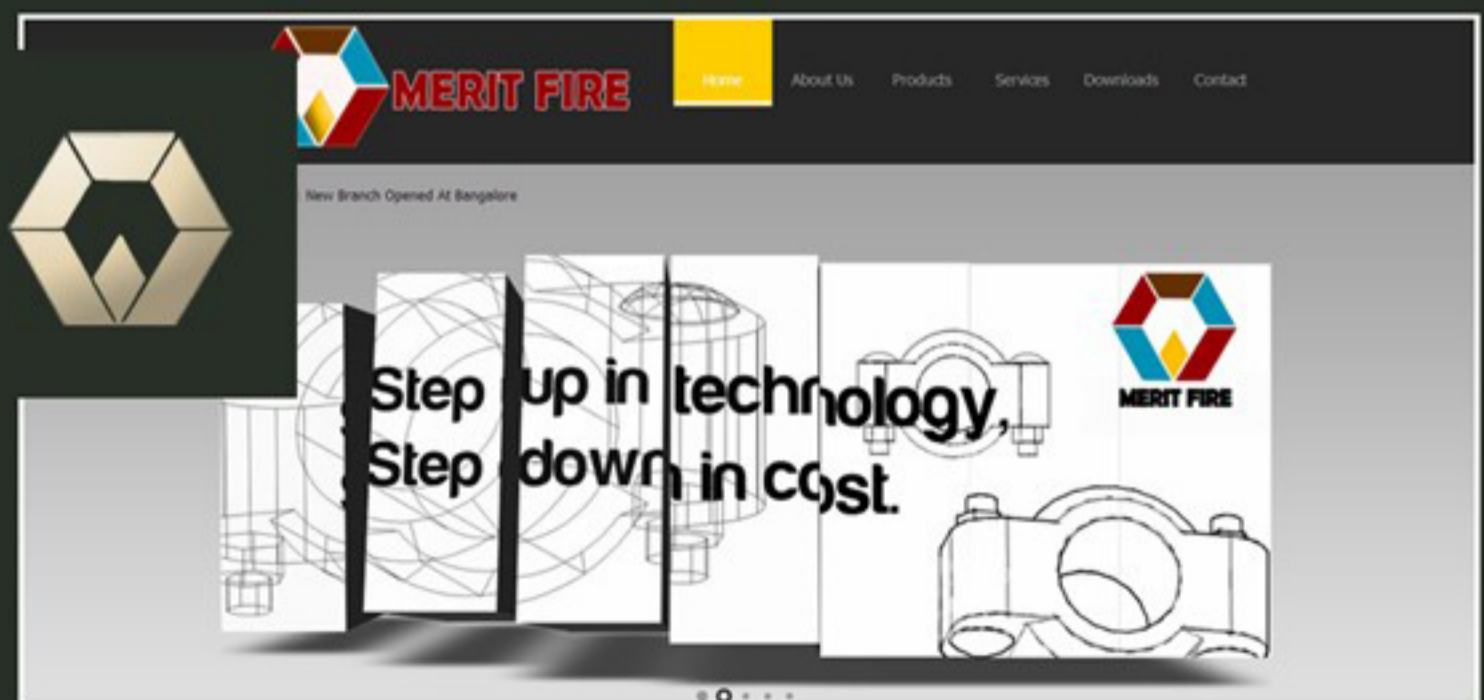 MERIT FIRE
Home About Us Products Services Downloads Contact
New Branch Opened At Bangalore
Step up in technology,
Step down in cost.
MERIT FIRE